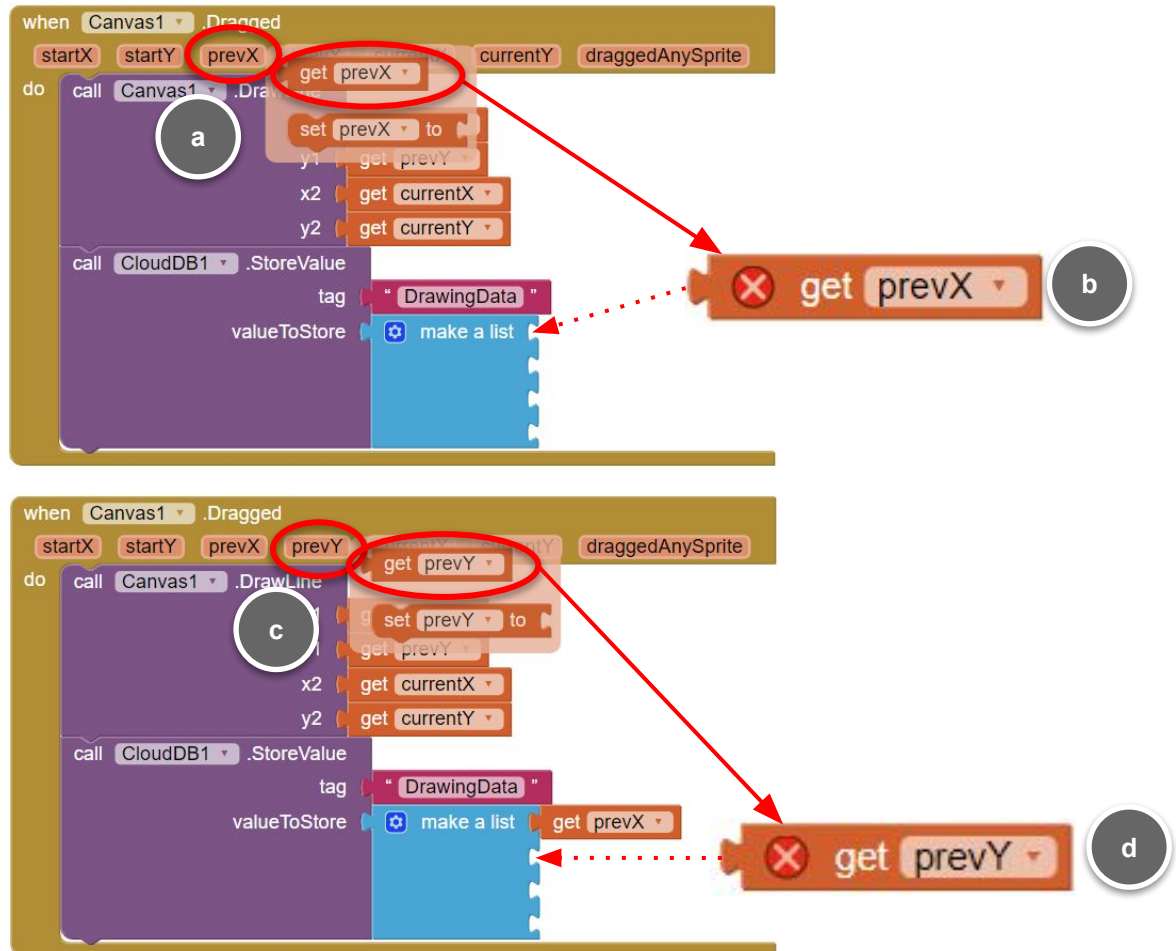 when Canvas1 .Dragged
startX startY prevX currentY draggedAnySprite
get prevX
do call Canvas1 .DrawLine
set prevX to
a
y1 get prevY
x2 get currentX
y2 get currentY
call CloudDB1 .StoreValue
get prevX b
tag " DrawingData "
valueToStore make a list
when Canvas1 .Dragged
startX startY prevX prevY currentX currentY draggedAnySprite
get prevY
do call Canvas1 .DrawLine
set prevY to
c
get prevY
x2 get currentX
y2 get currentY
call CloudDB1 .StoreValue
tag " DrawingData "
valueToStore make a list get prevX
get prevY d